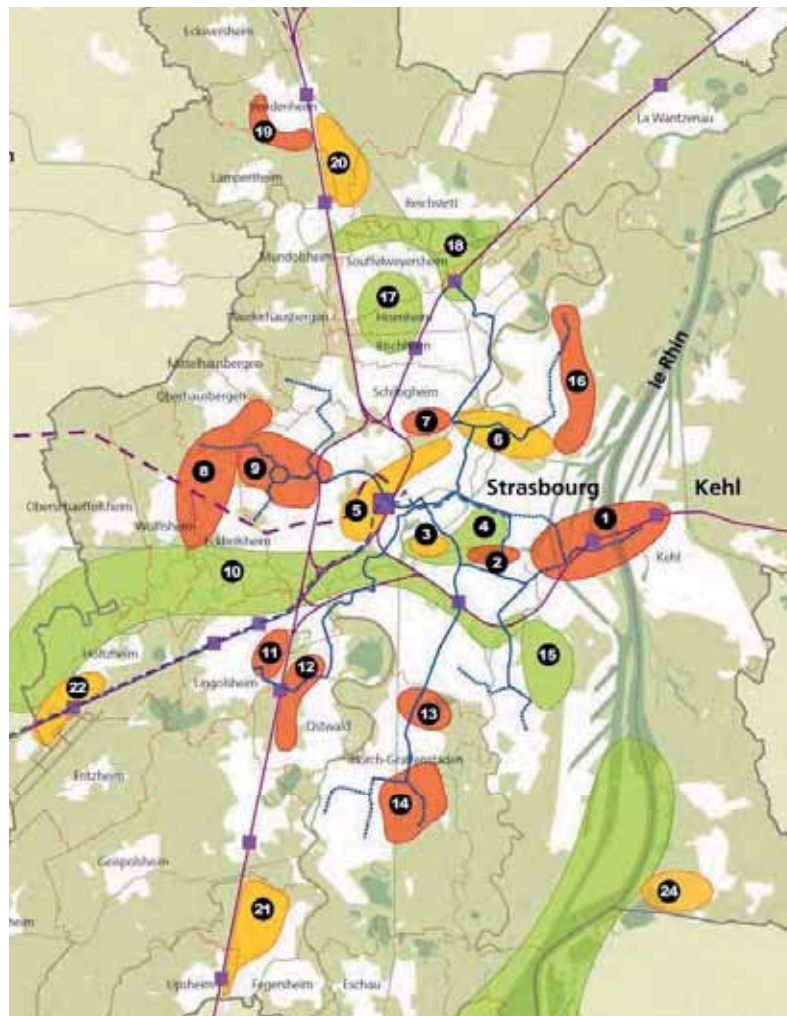 Eckwersheim
Vendenheim
La Wantzenau
19
20
Lampertheim
Reichstett
18
Mundolsheim
Souffelweyersheim
17
Niederhausbergen
Hoenheim
Bischheim
le Rhin
Mittelhausbergen
16
Oberhausbergen
Schiltigheim
7
6
8
9
Strasbourg
Kehl
Oberschaeffolsheim
5
1
4
Wolfisheim
3
Eckbolsheim
2
Kehl
10
Holtzheim
11
12
15
22
Lingolsheim
13
Ostwald
Illkirch-Graffenstaden
Entzheim
14
Geispolsheim
21
24
heim
Lipsheim
Fegersheim
Eschau